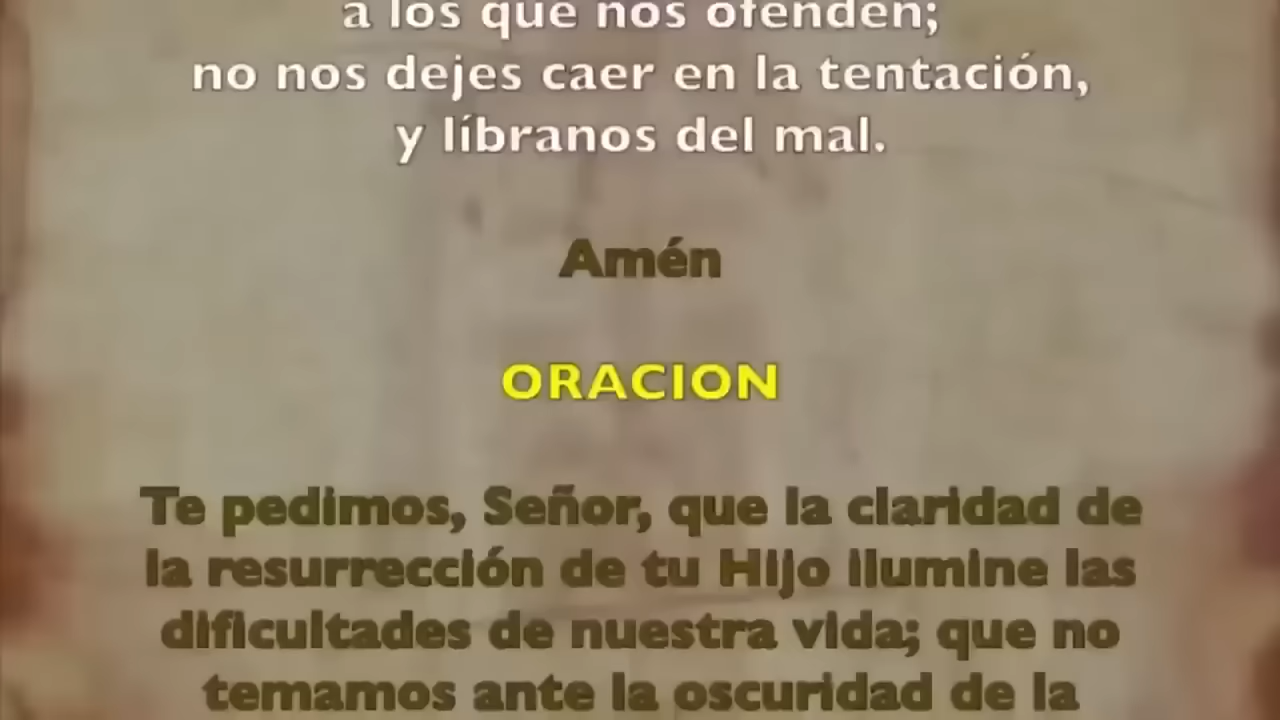 a los que nos ofenden;
no nos dejes caer en la tentación,
y líbranos del mal.
Amén
ORACION
Te pedimos, Señor, que la claridad de
la resurrección de tu Hijo ilumine las
dificultades de nuestra vida; que no
temamos ante la oscuridad de la